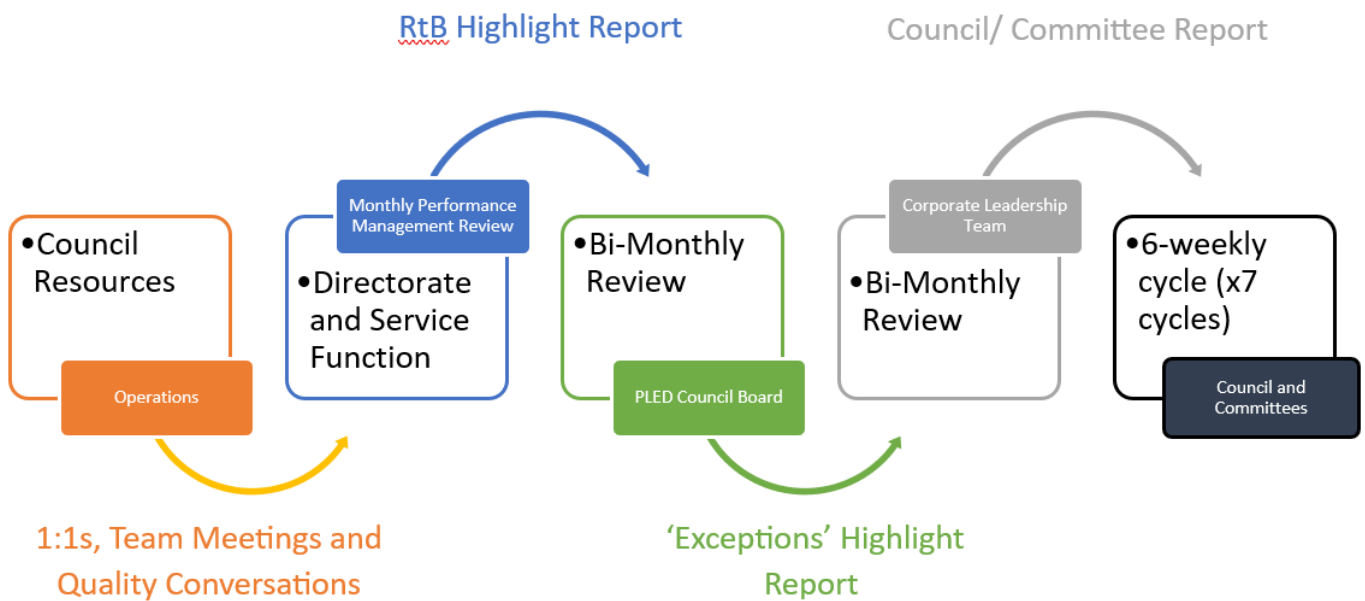 RtB Highlight Report
Council/ Committee Report
•Council
Resources
Operations
Monthly Performance
Management Review
•Directorate
and Service
Function
•Bi-Monthly
Review
PLED Council Board
Corporate Leadership
Team
•Bi-Monthly
Review
•6-weekly
cycle (x7
cycles)
Council and
Committees
1:1s, Team Meetings and
Quality Conversations
‘Exceptions’ Highlight
Report